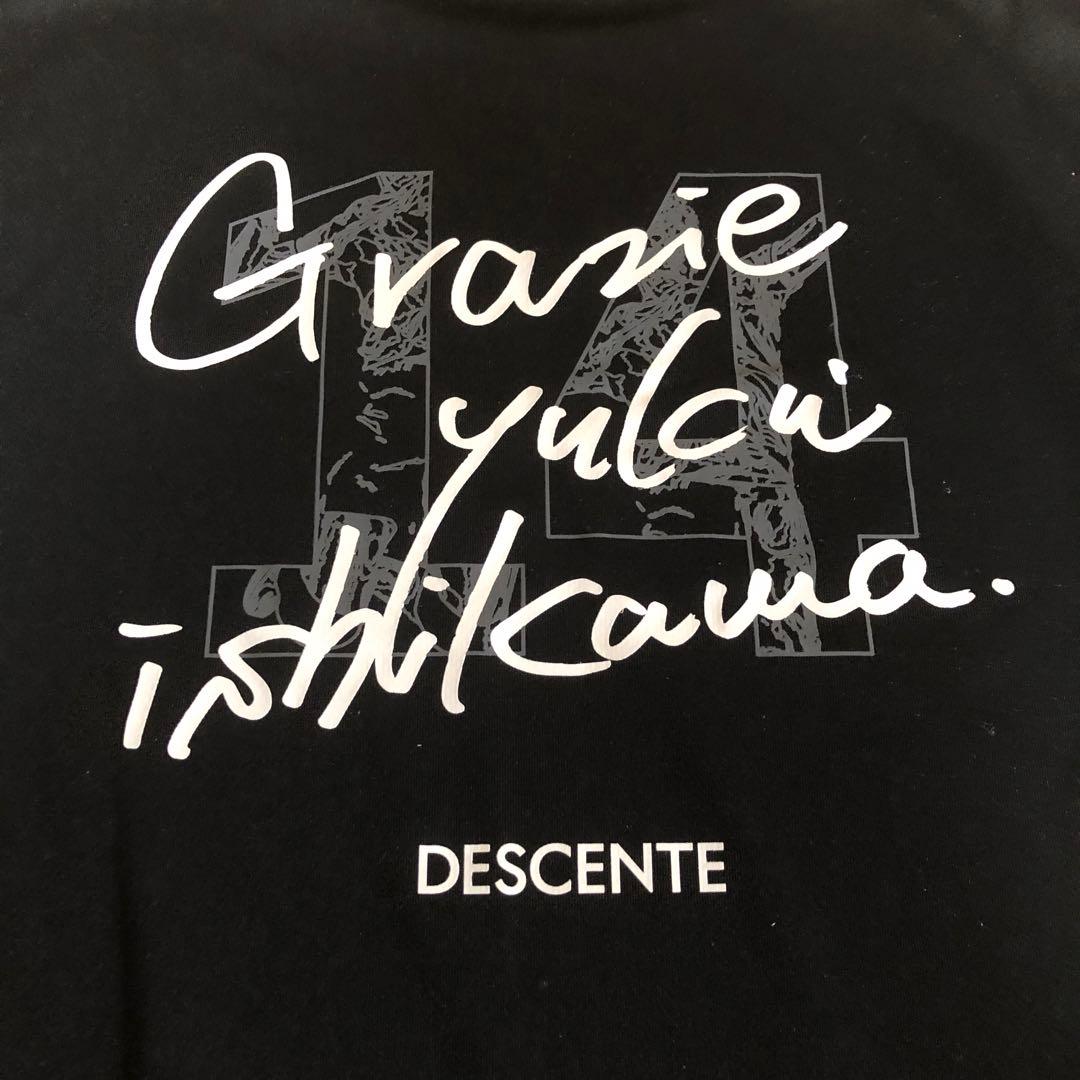 Grazie
yuki
ishikawa.
14
DESCENTE